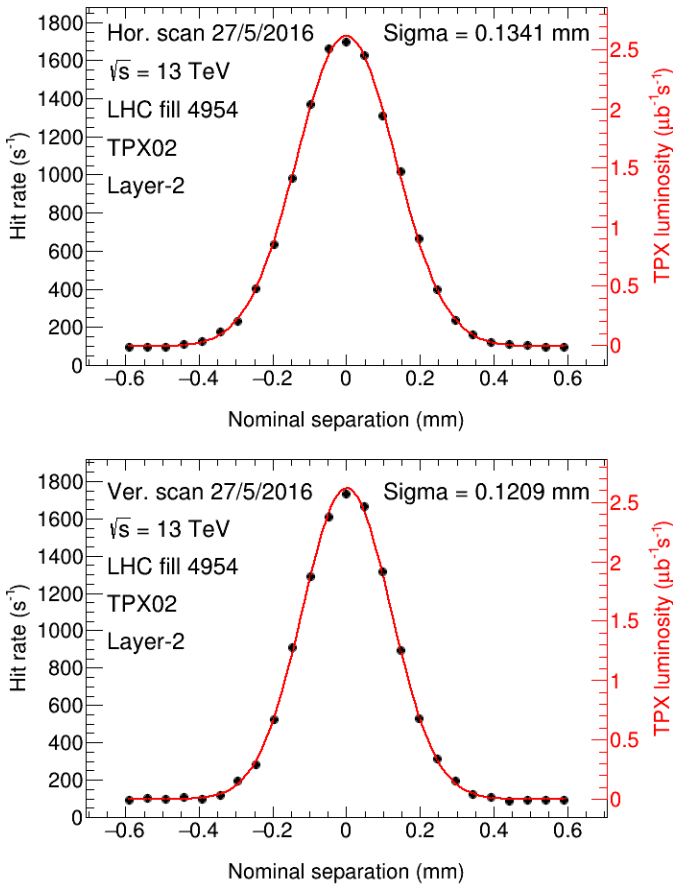 Hor. scan 27/5/2016 Sigma = 0.1341 mm
√s = 13 TeV
LHC fill 4954
TPX02
Layer-2
Hit rate (s⁻¹)
1800
1600
1400
1200
1000
800
600
400
200
0
TPX luminosity (μb⁻¹s⁻¹)
2.5
2
1.5
1
0.5
0
−0.6 −0.4 −0.2 0 0.2 0.4 0.6
Nominal separation (mm)
Ver. scan 27/5/2016 Sigma = 0.1209 mm
√s = 13 TeV
LHC fill 4954
TPX02
Layer-2
Hit rate (s⁻¹)
1800
1600
1400
1200
1000
800
600
400
200
0
TPX luminosity (μb⁻¹s⁻¹)
2.5
2
1.5
1
0.5
0
−0.6 −0.4 −0.2 0 0.2 0.4 0.6
Nominal separation (mm)